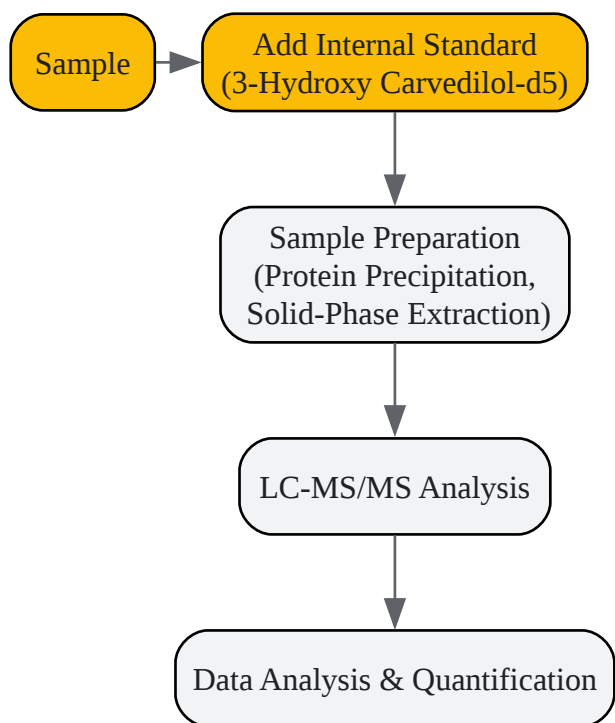 Sample
Add Internal Standard
(3-Hydroxy Carvedilol-d5)
Sample Preparation
(Protein Precipitation,
Solid-Phase Extraction)
LC-MS/MS Analysis
Data Analysis & Quantification